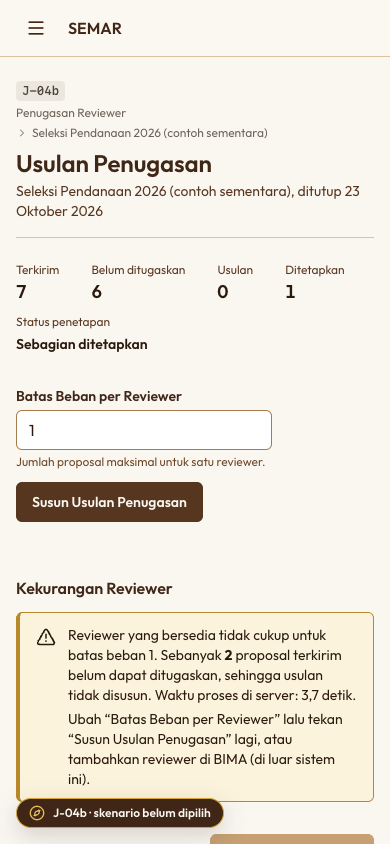 SEMAR
J-04b
Penugasan Reviewer
Seleksi Pendanaan 2026 (contoh sementara)
Usulan Penugasan
Seleksi Pendanaan 2026 (contoh sementara), ditutup 23
Oktober 2026
Terkirim Belum ditugaskan Usulan Ditetapkan
7 6 0 1
Status penetapan
Sebagian ditetapkan
Batas Beban per Reviewer
1
Jumlah proposal maksimal untuk satu reviewer.
Susun Usulan Penugasan
Kekurangan Reviewer
Reviewer yang bersedia tidak cukup untuk
batas beban 1. Sebanyak 2 proposal terkirim
belum dapat ditugaskan, sehingga usulan
tidak disusun. Waktu proses di server: 3,7 detik.
Ubah “Batas Beban per Reviewer” lalu tekan
“Susun Usulan Penugasan” lagi, atau
tambahkan reviewer di BIMA (di luar sistem
ini).
J-04b · skenario belum dipilih